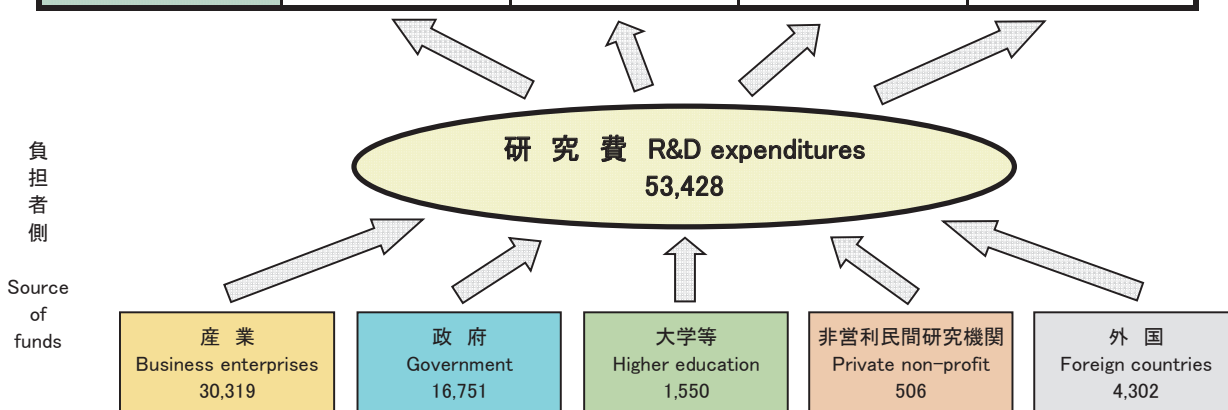 研究費 R&D expenditures
53,428
負担者側
Source
of
funds
産業
Business enterprises
30,319
政府
Government
16,751
大学等
Higher education
1,550
非営利民間研究機関
Private non-profit
506
外国
Foreign countries
4,302